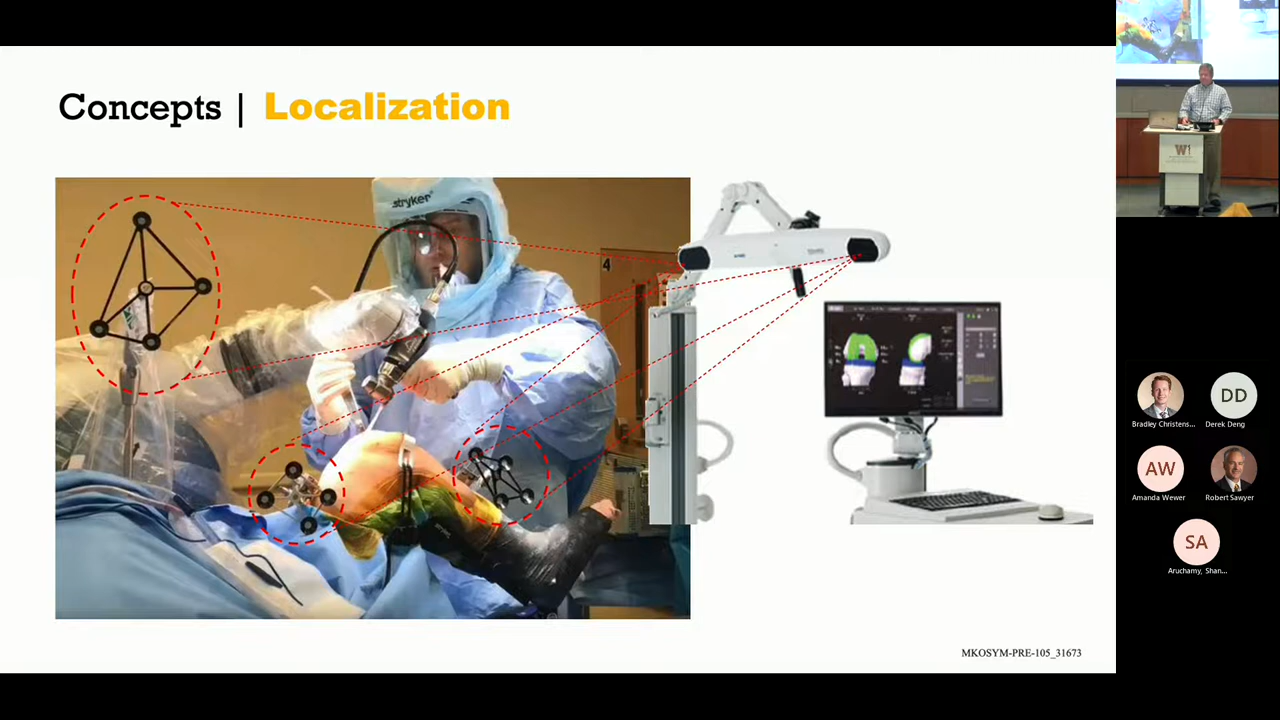 Concepts | Localization
stryker
4
MKOSYM-PRE-105_31673
W
Bradley Christens...
Derek Deng
DD
AW
Amanda Wewer
Robert Sawyer
SA
Aruchamy, Shan...